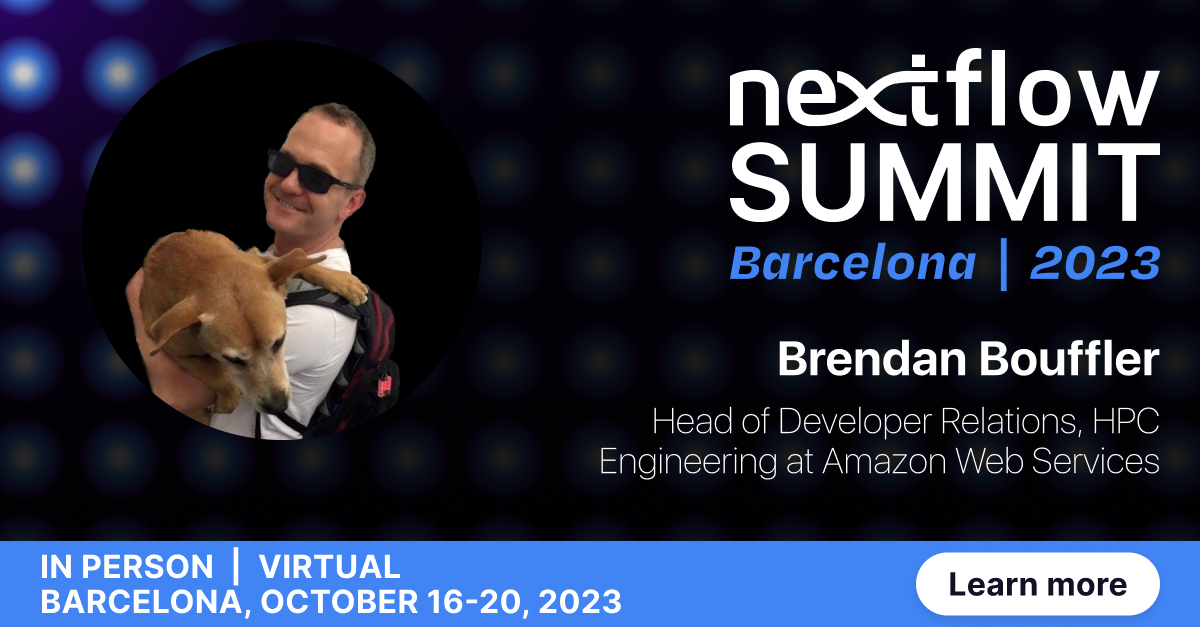 nextflow
SUMMIT
Barcelona | 2023
Brendan Bouffler
Head of Developer Relations, HPC
Engineering at Amazon Web Services
IN PERSON | VIRTUAL
BARCELONA, OCTOBER 16-20, 2023
Learn more